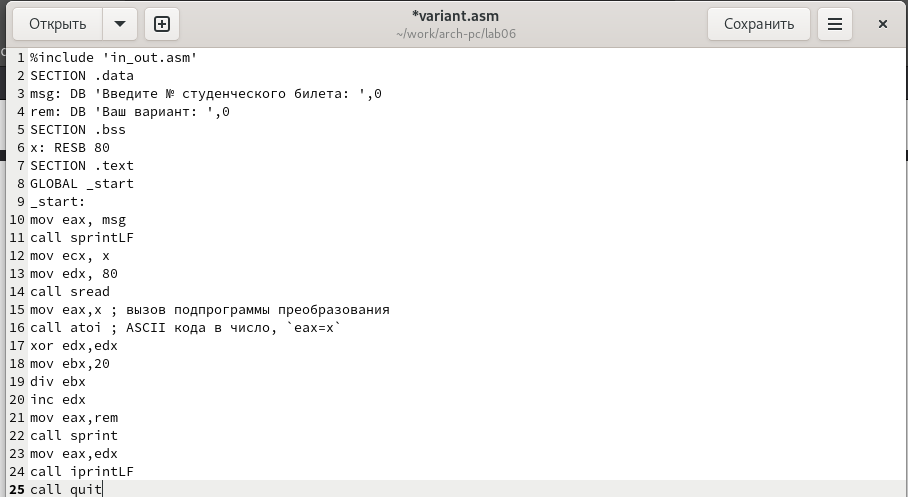 Открыть
*variant.asm
~/work/arch-pc/lab06
Сохранить
1 %include 'in_out.asm'
2 SECTION .data
3 msg: DB 'Введите № студенческого билета: ',0
4 rem: DB 'Ваш вариант: ',0
5 SECTION .bss
6 x: RESB 80
7 SECTION .text
8 GLOBAL _start
9 _start:
10 mov eax, msg
11 call sprintLF
12 mov ecx, x
13 mov edx, 80
14 call sread
15 mov eax,x ; вызов подпрограммы преобразования
16 call atoi ; ASCII кода в число, `eax=x`
17 xor edx,edx
18 mov ebx,20
19 div ebx
20 inc edx
21 mov eax,rem
22 call sprint
23 mov eax,edx
24 call iprintLF
25 call quit